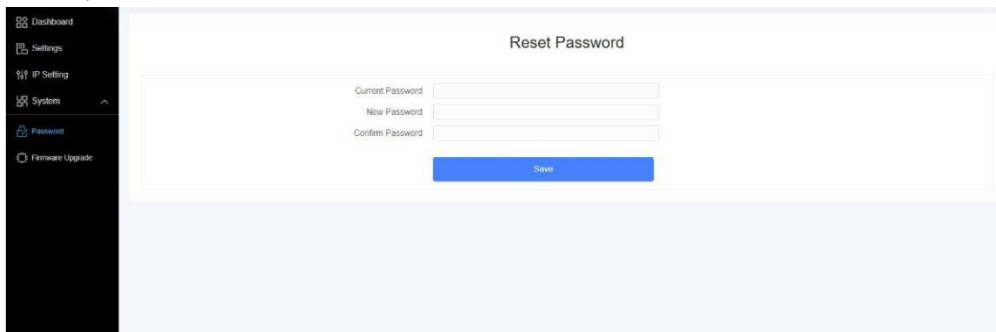 Dashboard
Settings
IP Setting
System
Password
Firmware Upgrade
Reset Password
Current Password
New Password
Confirm Password
Save